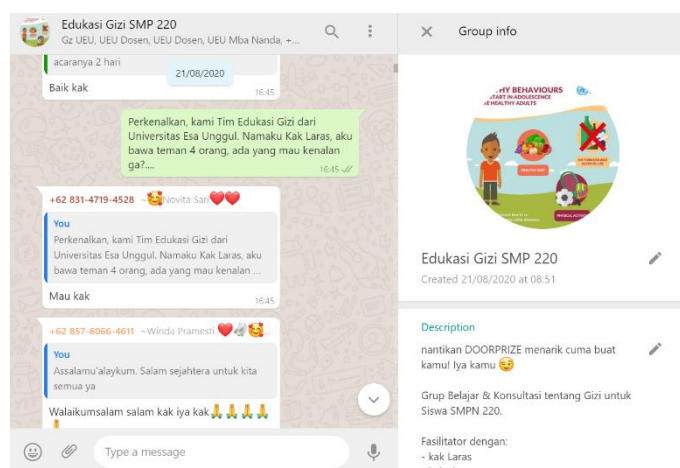 Edukasi Gizi SMP 220
Gz UEU, UEU Dosen, UEU Dosen, UEU Mba Nanda, +...
acaranya 2 hari
21/08/2020
Baik kak
16:45
Perkenalkan, kami Tim Edukasi Gizi dari
Universitas Esa Unggul. Namaku Kak Laras, aku
bawa teman 4 orang, ada yang mau kenalan
ga?....
16:45
+62 831-4719-4528 ~🥰Novita Sari❤️❤️
You
Perkenalkan, kami Tim Edukasi Gizi dari
Universitas Esa Unggul. Namaku Kak Laras, aku
bawa teman 4 orang, ada yang mau kenalan ...
Mau kak
16:45
+62 857-6066-4611 ~Winda Pramesti
You
Assalamu'alaykum. Salam sejahtera untuk kita
semua ya
Walaikumsalam salam kak iya kak🙏🙏🙏🙏
🙏
Type a message
Group info
HY BEHAVIOURS
START IN ADOLESCENCE
HEALTHY ADULTS
Edukasi Gizi SMP 220
Created 21/08/2020 at 08:51
Description
nantikan DOORPRIZE menarik cuma buat
kamu! Iya kamu 😉
Grup Belajar & Konsultasi tentang Gizi untuk
Siswa SMPN 220.
Fasilitator dengan:
- kak Laras